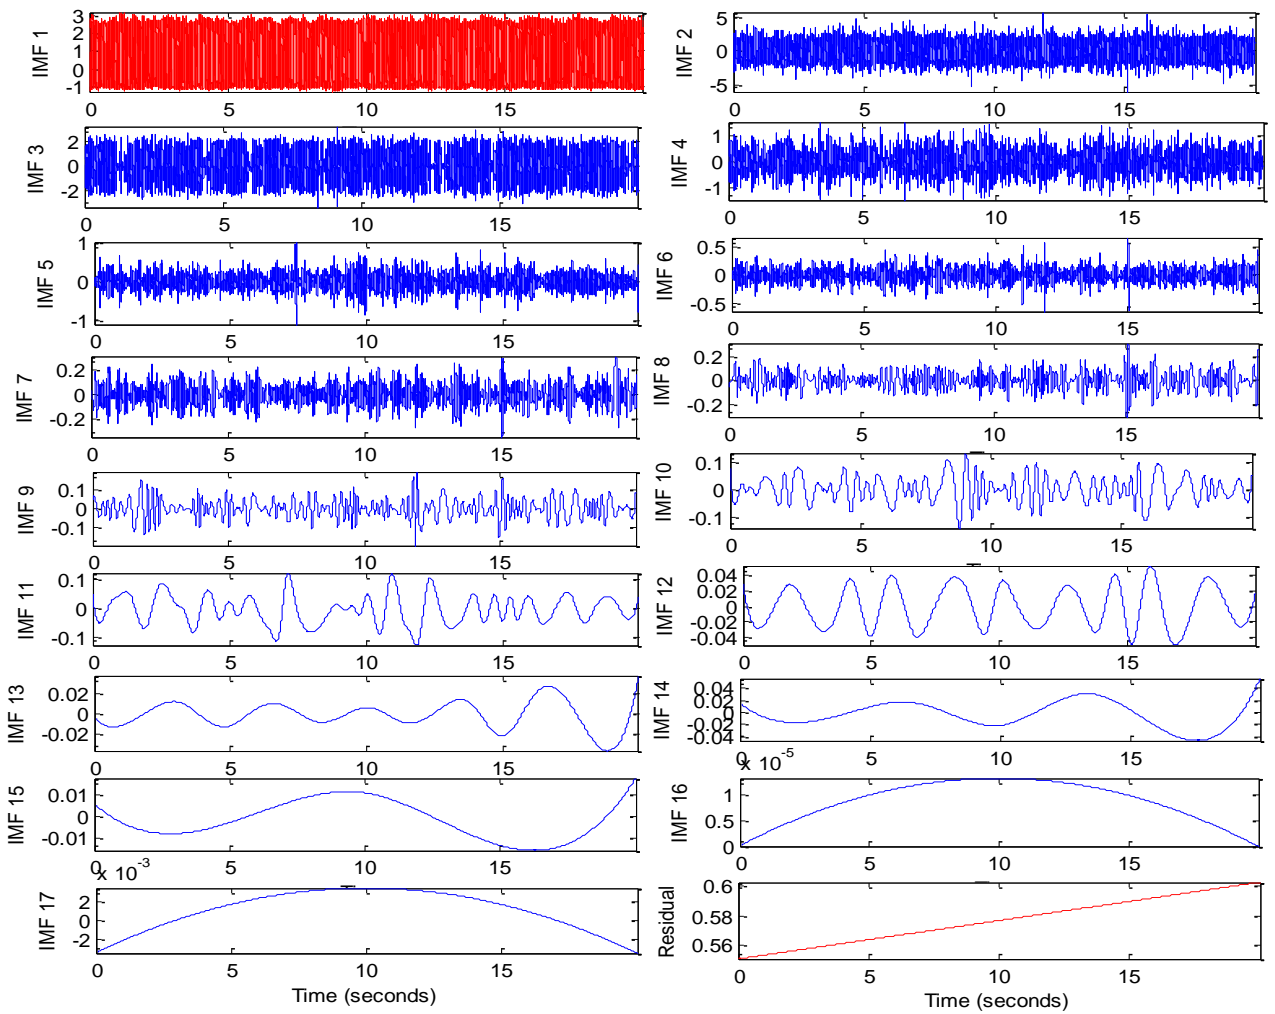 IMF 1
3
2
1
0
-1
0 5 10 15
IMF 2
5
0
-5
0 5 10 15
IMF 3
2
0
-2
0 5 10 15
IMF 4
1
0
-1
0 5 10 15
IMF 5
1
0
-1
0 5 10 15
IMF 6
0.5
0
-0.5
0 5 10 15
IMF 7
0.2
0
-0.2
0 5 10 15
IMF 8
0.2
0
-0.2
0 5 10 15
IMF 9
0.1
0
-0.1
0 5 10 15
IMF 10
0.1
0
-0.1
0 5 10 15
IMF 11
0.1
0
-0.1
0 5 10 15
IMF 12
0.04
0.02
0
-0.02
-0.04
0 5 10 15
IMF 13
0.02
0
-0.02
0 5 10 15
IMF 14
0.04
0.02
0
-0.02
-0.04
0 5 10 15
IMF 15
0.01
0
-0.01
0 5 10 15
x 10-5
IMF 16
1
0.5
0
0 5 10 15
x 10-3
IMF 17
2
0
-2
0 5 10 15
Time (seconds)
Residual
0.6
0.58
0.56
0 5 10 15
Time (seconds)